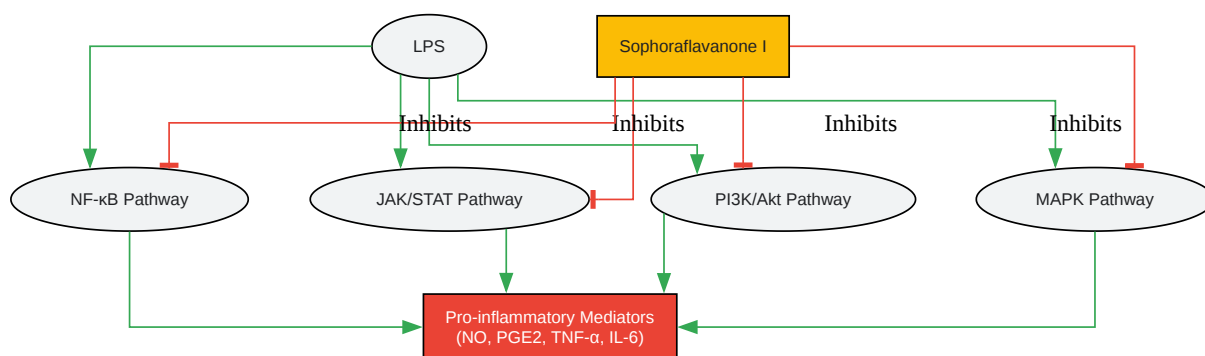 LPS
Sophoraflavanone I
Inhibits
Inhibits
Inhibits
Inhibits
NF-κB Pathway
JAK/STAT Pathway
PI3K/Akt Pathway
MAPK Pathway
Pro-inflammatory Mediators
(NO, PGE2, TNF-α, IL-6)